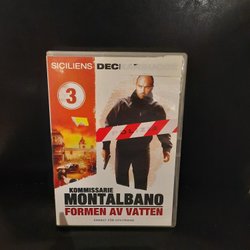 SICILIENS
3
KOMMISSARIE
MONTALBANO
FORMEN AV VATTEN